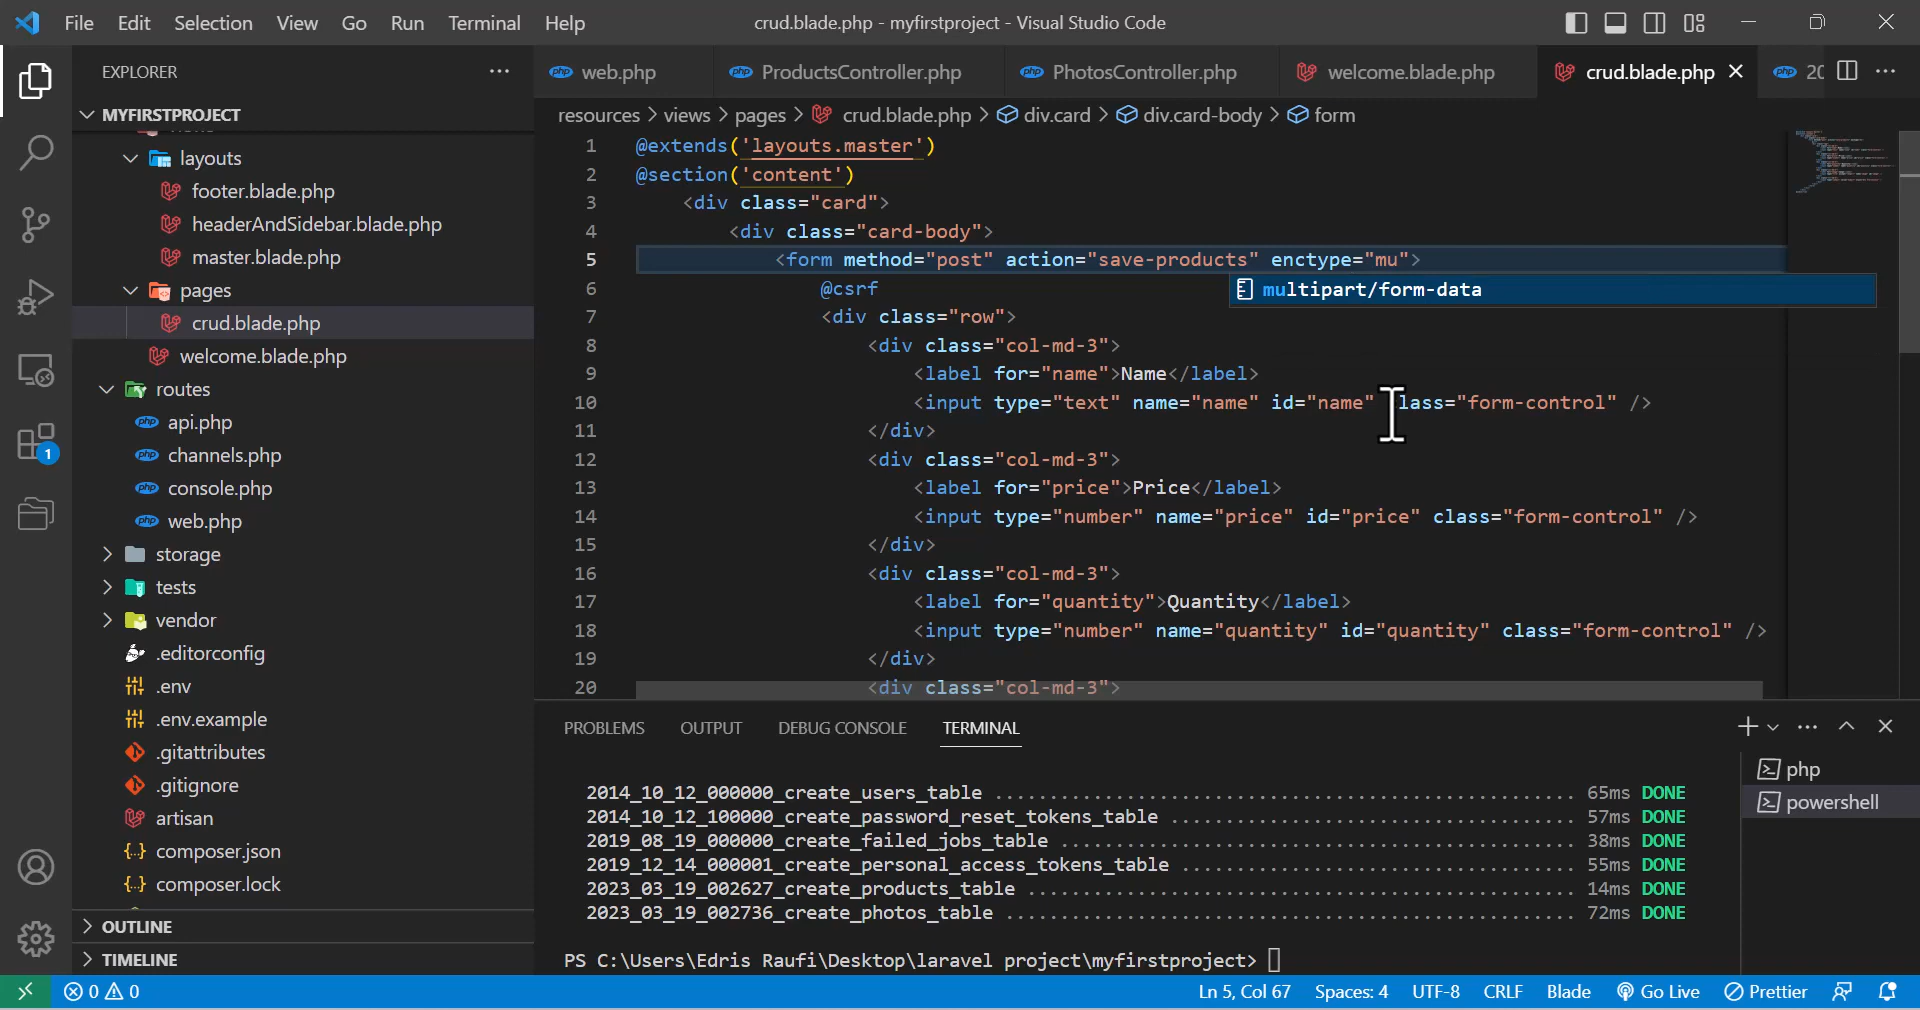 File Edit Selection View Go Run Terminal Help
crud.blade.php - myfirstproject - Visual Studio Code
EXPLORER
MYFIRSTPROJECT
layouts
footer.blade.php
headerAndSidebar.blade.php
master.blade.php
pages
crud.blade.php
welcome.blade.php
routes
api.php
channels.php
console.php
web.php
storage
tests
vendor
.editorconfig
.env
.env.example
.gitattributes
.gitignore
artisan
composer.json
composer.lock
OUTLINE
TIMELINE
1
php web.php php ProductsController.php php PhotosController.php welcome.blade.php crud.blade.php php
resources > views > pages > crud.blade.php > div.card > div.card-body > form
1 @extends('layouts.master')
2 @section('content')
3 <div class="card">
4 <div class="card-body">
5 <form method="post" action="save-products" enctype="mu">
multipart/form-data
6 @csrf
7 <div class="row">
8 <div class="col-md-3">
9 <label for="name">Name</label>
10 <input type="text" name="name" id="name" class="form-control" />
11 </div>
12 <div class="col-md-3">
13 <label for="price">Price</label>
14 <input type="number" name="price" id="price" class="form-control" />
15 </div>
16 <div class="col-md-3">
17 <label for="quantity">Quantity</label>
18 <input type="number" name="quantity" id="quantity" class="form-control" />
19 </div>
20 <div class="col-md-3">
PROBLEMS OUTPUT DEBUG CONSOLE TERMINAL
php
powershell
2014_10_12_000000_create_users_table ........ 65ms DONE
2014_10_12_100000_create_password_reset_tokens_table ........ 57ms DONE
2019_08_19_000000_create_failed_jobs_table ........ 38ms DONE
2019_12_14_000001_create_personal_access_tokens_table ........ 55ms DONE
2023_03_19_002627_create_products_table ........ 14ms DONE
2023_03_19_002736_create_photos_table ........ 72ms DONE
PS C:\Users\Edris Raufi\Desktop\laravel project\myfirstproject>
0 0 Ln 5, Col 67 Spaces: 4 UTF-8 CRLF Blade Go Live Prettier